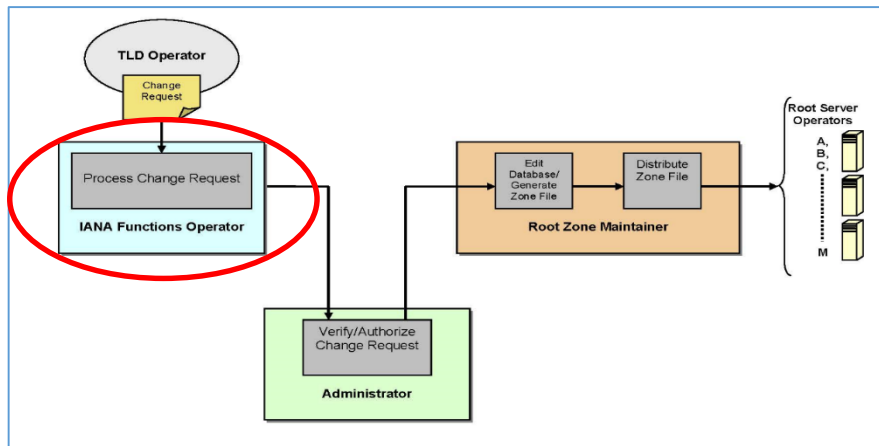 TLD Operator
Change
Request
Process Change Request
IANA Functions Operator
Verify/Authorize
Change Request
Administrator
Edit
Database/
Generate
Zone File
Distribute
Zone File
Root Zone Maintainer
Root Server
Operators
A,
B,
C,
M